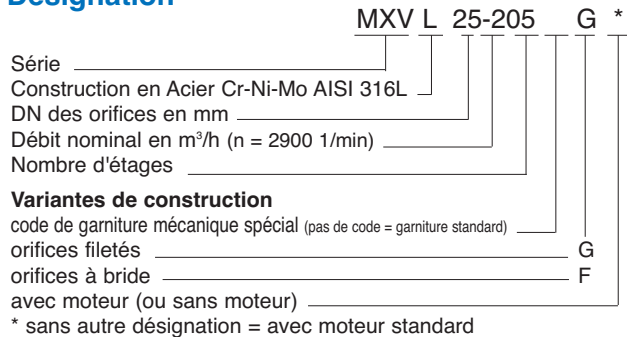 Désignation
MXV L 25-205 G *
Série
Construction en Acier Cr-Ni-Mo AISI 316L
DN des orifices en mm
Débit nominal en m³/h (n = 2900 1/min)
Nombre d'étages
Variantes de construction
code de garniture mécanique spécial (pas de code = garniture standard)
orifices filetés G
orifices à bride F
avec moteur (ou sans moteur)
* sans autre désignation = avec moteur standard